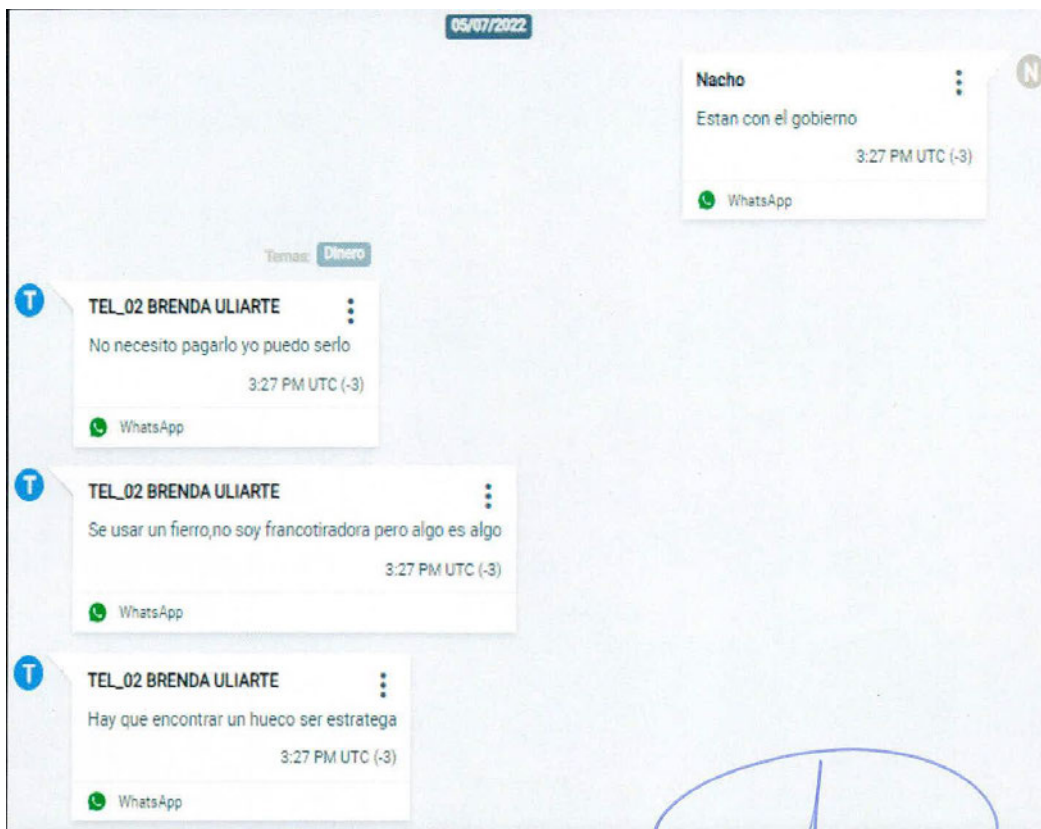 05/07/2022
N
Nacho
Estan con el gobierno
3:27 PM UTC (-3)
WhatsApp
Temas: Dinero
T
TEL_02 BRENDA ULIARTE
No necesito pagarlo yo puedo serlo
3:27 PM UTC (-3)
WhatsApp
T
TEL_02 BRENDA ULIARTE
Se usar un fierro,no soy francotiradora pero algo es algo
3:27 PM UTC (-3)
WhatsApp
T
TEL_02 BRENDA ULIARTE
Hay que encontrar un hueco ser estratega
3:27 PM UTC (-3)
WhatsApp